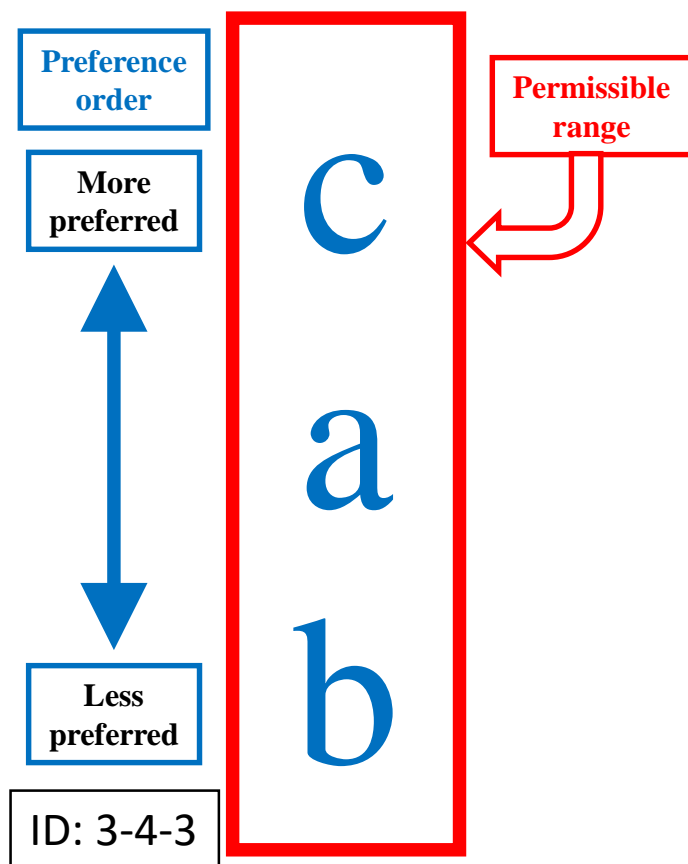 Preference
order
More
preferred
Less
preferred
ID: 3-4-3
c
a
b
Permissible
range